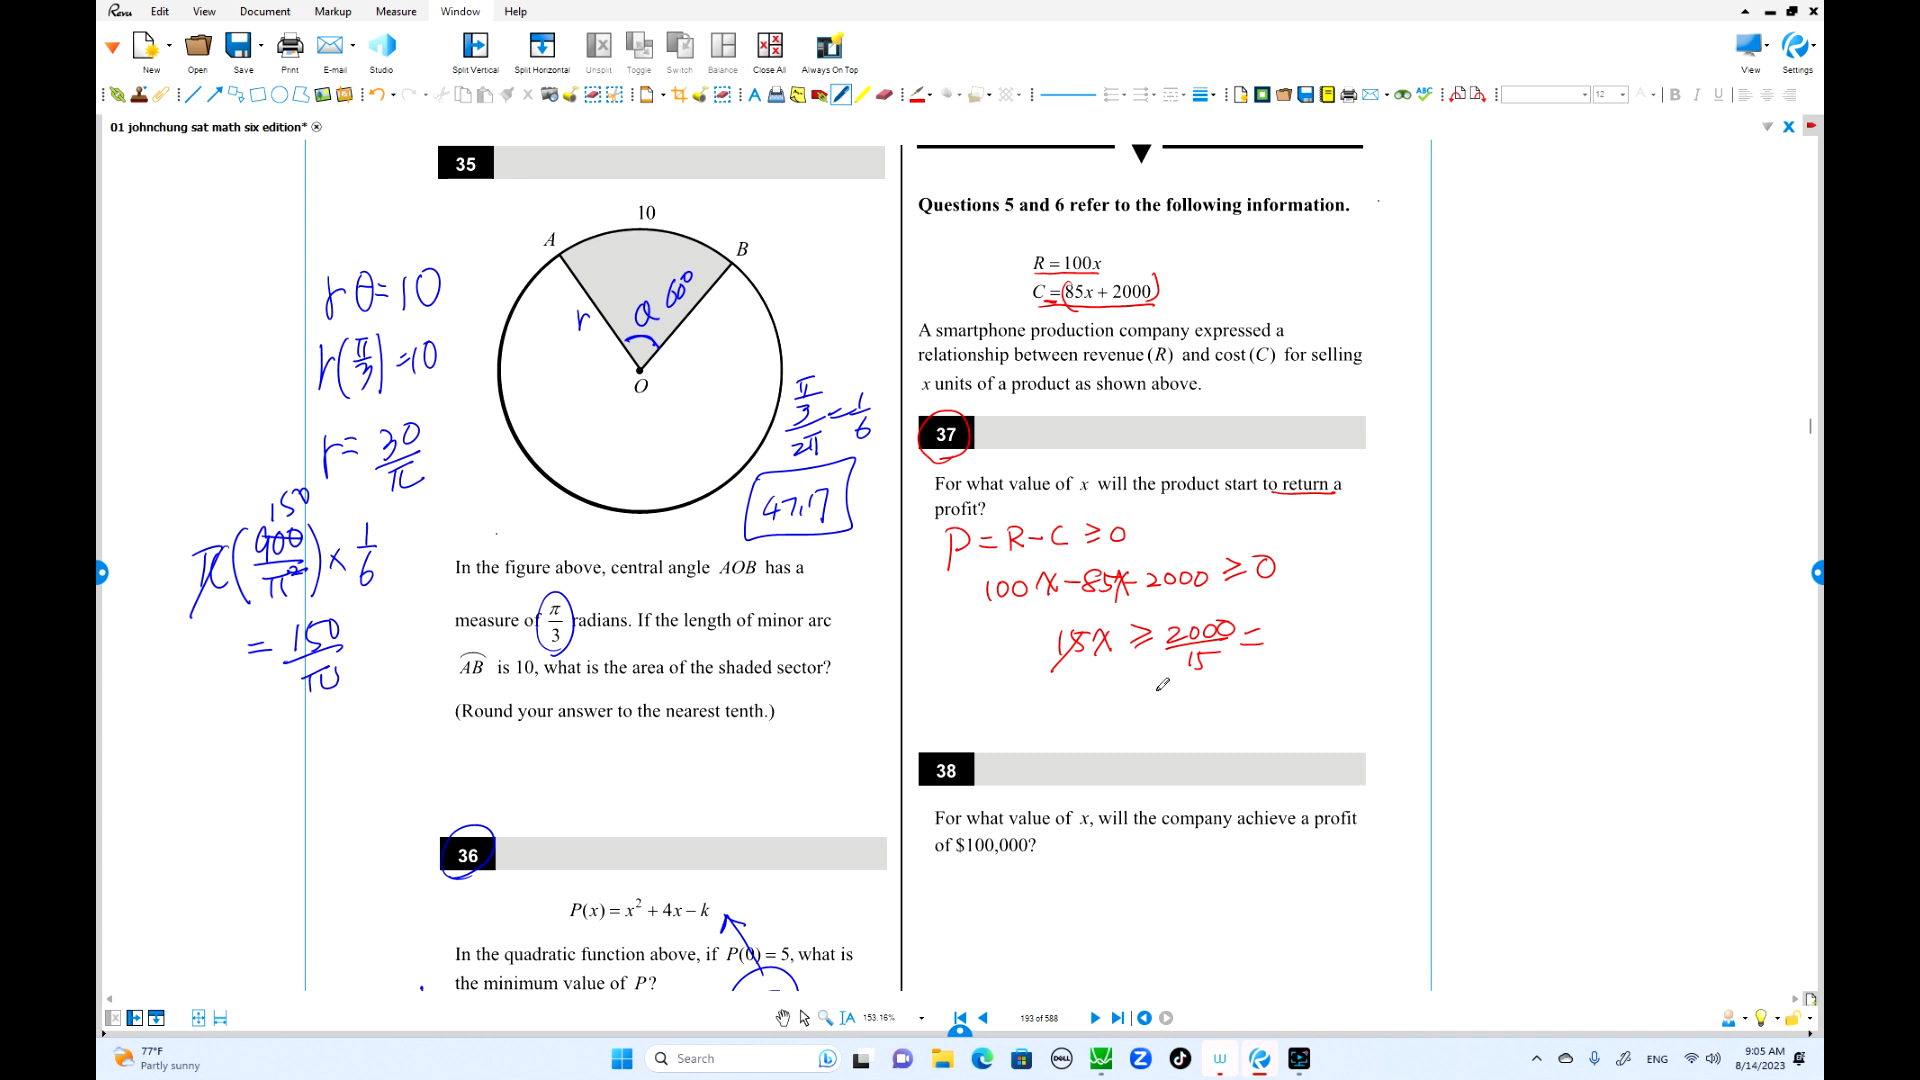 Revu Edit View Document Markup Measure Window Help
New Open Save Print E-mail Studio Split Vertical Split Horizontal Unsplit Toggle Switch Balance Close All Always On Top View Settings
12
01 johnchung sat math six edition*
35
10
A
B
O
r
θ 60°
rθ=10
r(π/3)=10
r=30/π
150
π(900/π²)×1/6
=150/π
π/3/2π=1/6
47.17
In the figure above, central angle AOB has a
measure of π/3 radians. If the length of minor arc
AB is 10, what is the area of the shaded sector?
(Round your answer to the nearest tenth.)
36
P(x) = x² + 4x − k
In the quadratic function above, if P(0) = 5, what is
the minimum value of P?
Questions 5 and 6 refer to the following information.
R = 100x
C = (85x + 2000)
A smartphone production company expressed a
relationship between revenue (R) and cost (C) for selling
x units of a product as shown above.
37
For what value of x will the product start to return a
profit?
P = R − C ≥ 0
100x − 85x − 2000 ≥ 0
15x ≥ 2000/15 =
38
For what value of x, will the company achieve a profit
of $100,000?
153.16% 193 of 588
77°F
Partly sunny
Search
DELL
ENG
9:05 AM
8/14/2023